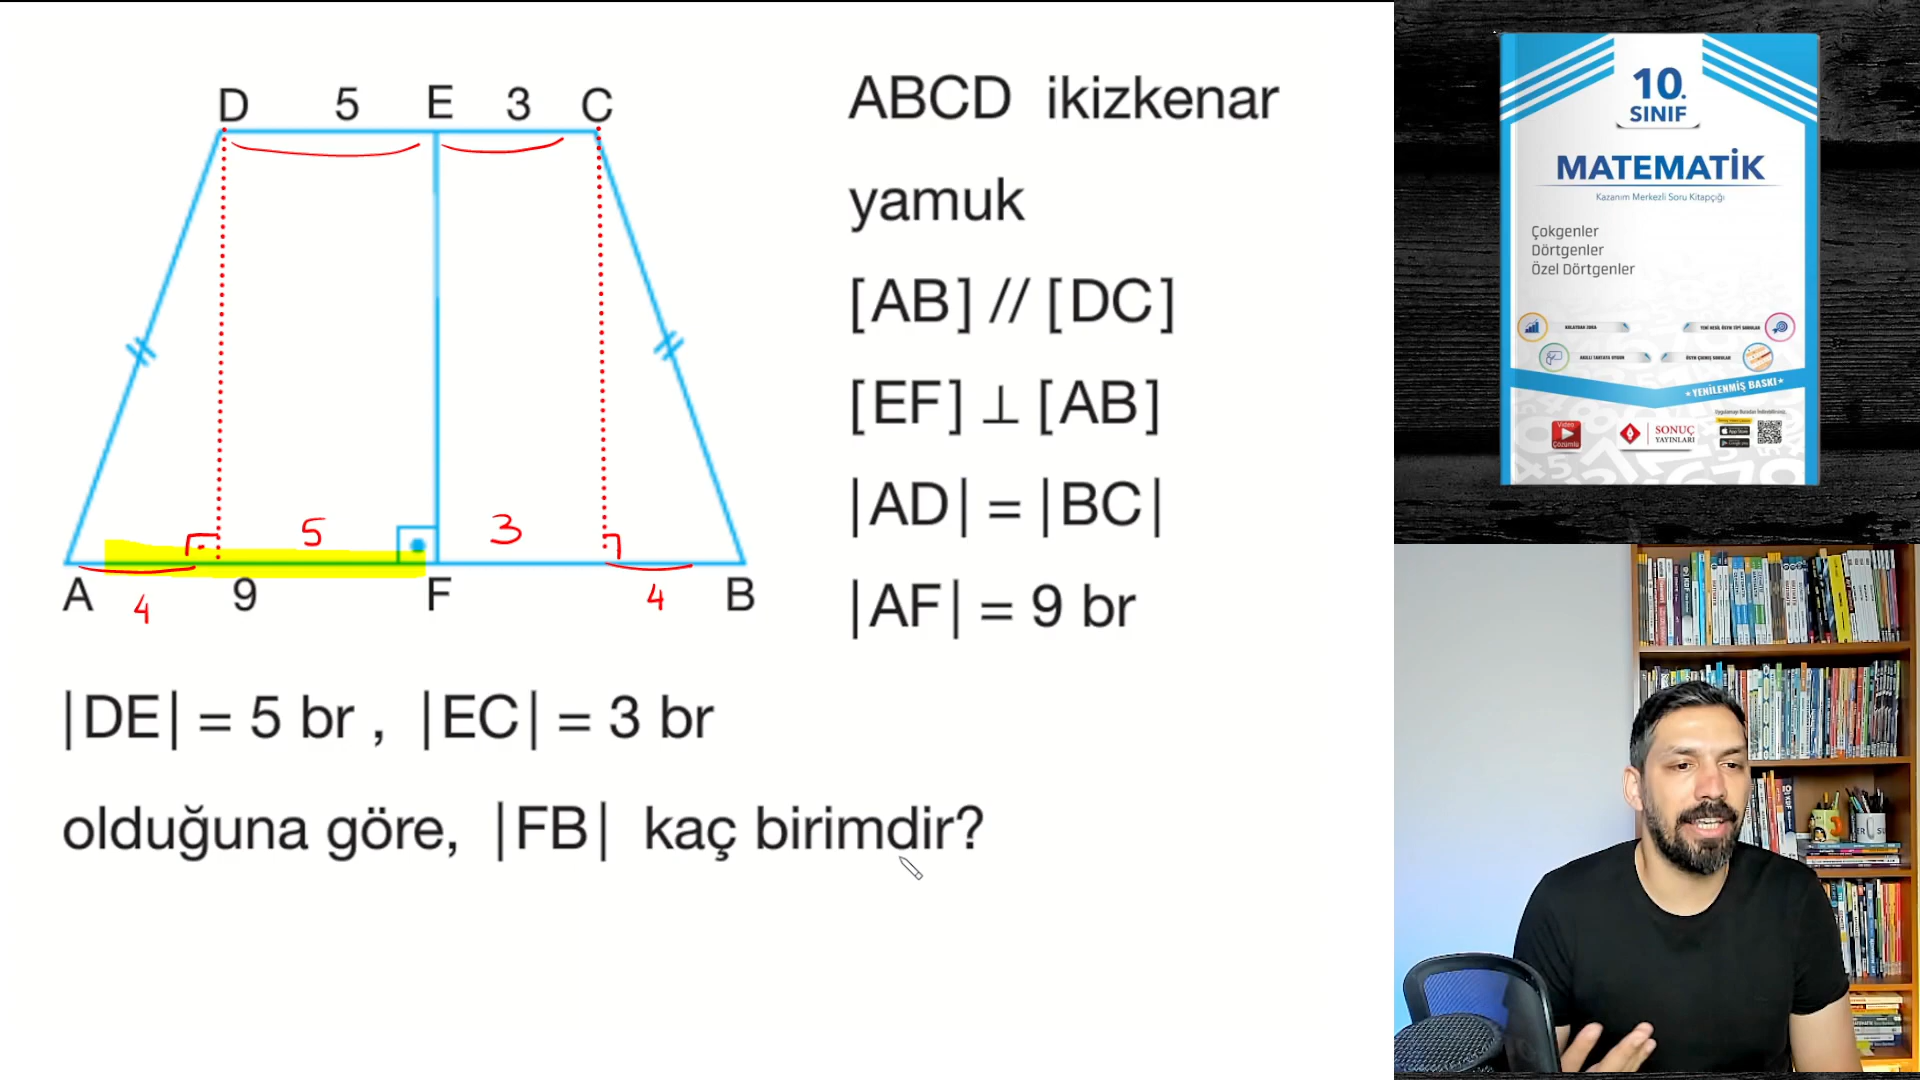 D 5 E 3 C
5 3
A 4 9 F 4 B
ABCD ikizkenar
yamuk
[AB] // [DC]
[EF] ⊥ [AB]
|AD| = |BC|
|AF| = 9 br
|DE| = 5 br , |EC| = 3 br
olduğuna göre, |FB| kaç birimdir?
10.
SINIF
MATEMATİK
Kazanım Merkezli Soru Kitapçığı
Çokgenler
Dörtgenler
Özel Dörtgenler
YENİLENMİŞ BASKI
Video
Çözümlü
SONUÇ
YAYINLARI